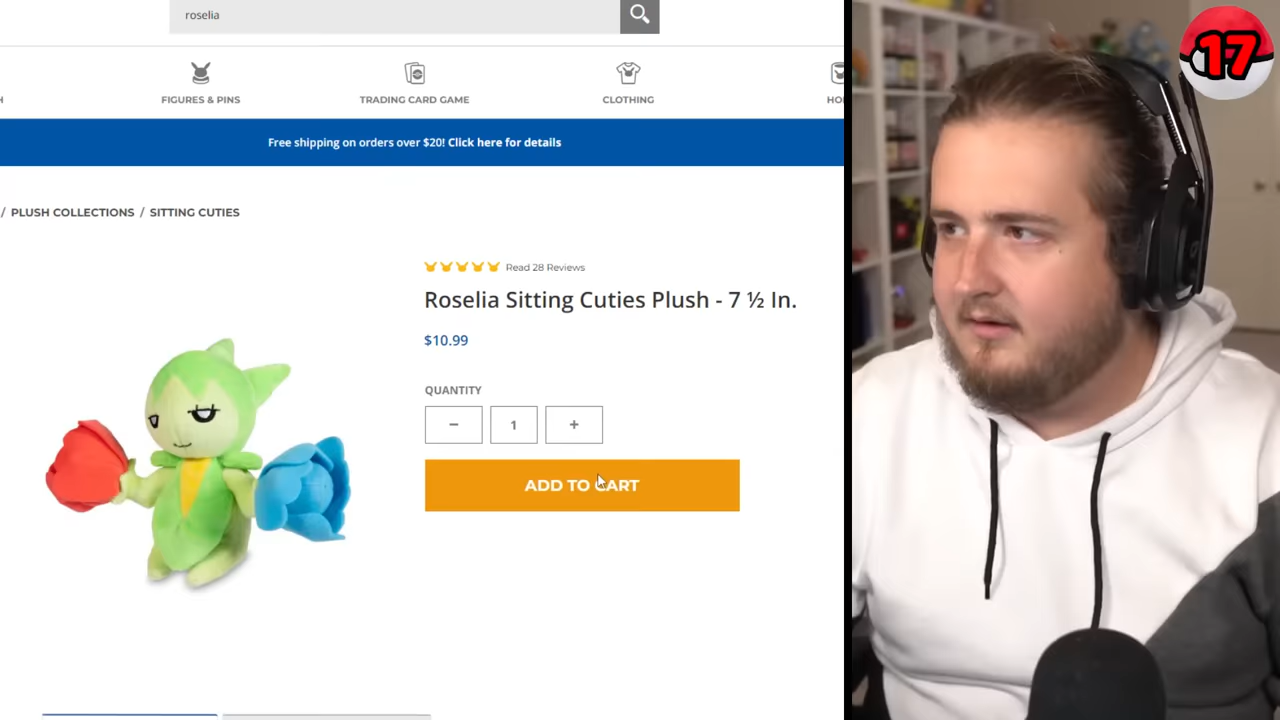 roselia
17
FIGURES & PINS
TRADING CARD GAME
CLOTHING
Free shipping on orders over $20! Click here for details
/ PLUSH COLLECTIONS / SITTING CUTIES
Read 28 Reviews
Roselia Sitting Cuties Plush - 7 ½ In.
$10.99
QUANTITY
− 1 +
ADD TO CART